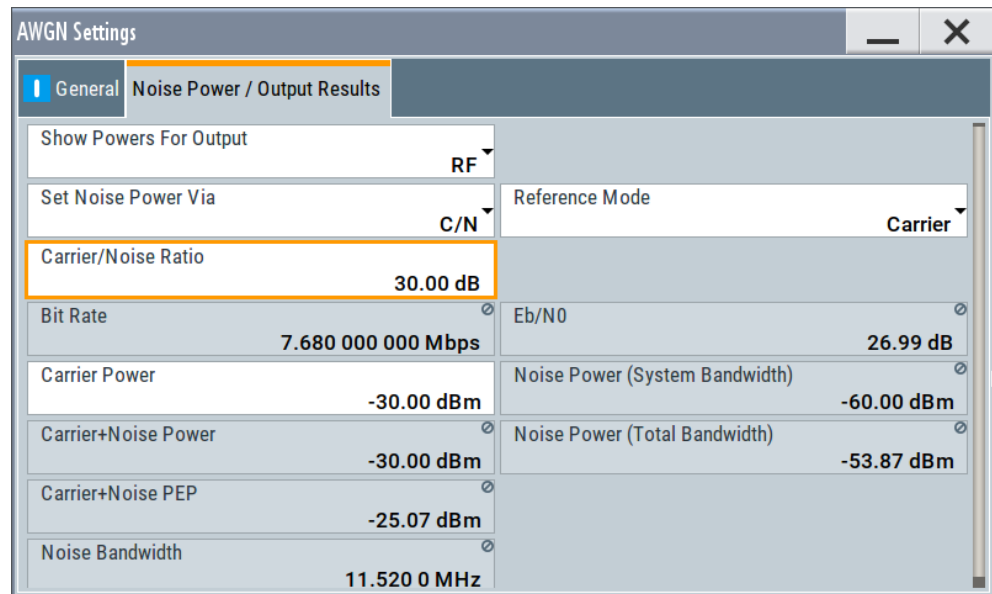 AWGN Settings
General Noise Power / Output Results
Show Powers For Output
RF
Set Noise Power Via
C/N
Reference Mode
Carrier
Carrier/Noise Ratio
30.00 dB
Bit Rate
7.680 000 000 Mbps
Eb/N0
26.99 dB
Carrier Power
-30.00 dBm
Noise Power (System Bandwidth)
-60.00 dBm
Carrier+Noise Power
-30.00 dBm
Noise Power (Total Bandwidth)
-53.87 dBm
Carrier+Noise PEP
-25.07 dBm
Noise Bandwidth
11.520 0 MHz